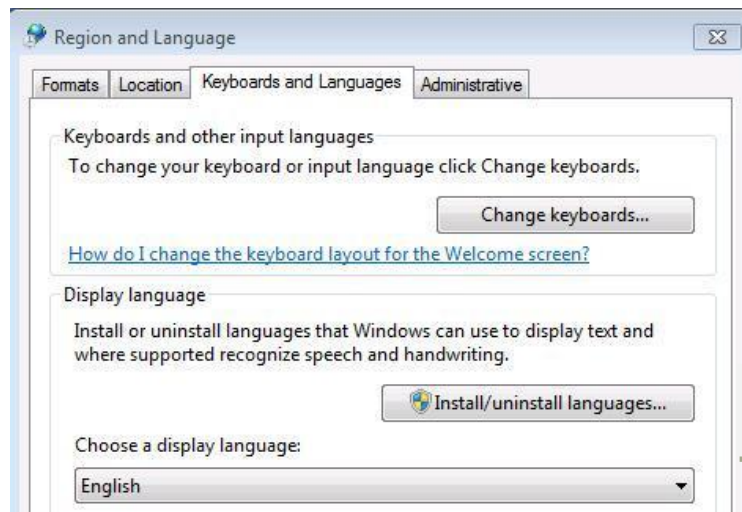 Region and Language
Formats Location Keyboards and Languages Administrative
Keyboards and other input languages
To change your keyboard or input language click Change keyboards.
Change keyboards...
How do I change the keyboard layout for the Welcome screen?
Display language
Install or uninstall languages that Windows can use to display text and
where supported recognize speech and handwriting.
Install/uninstall languages...
Choose a display language:
English